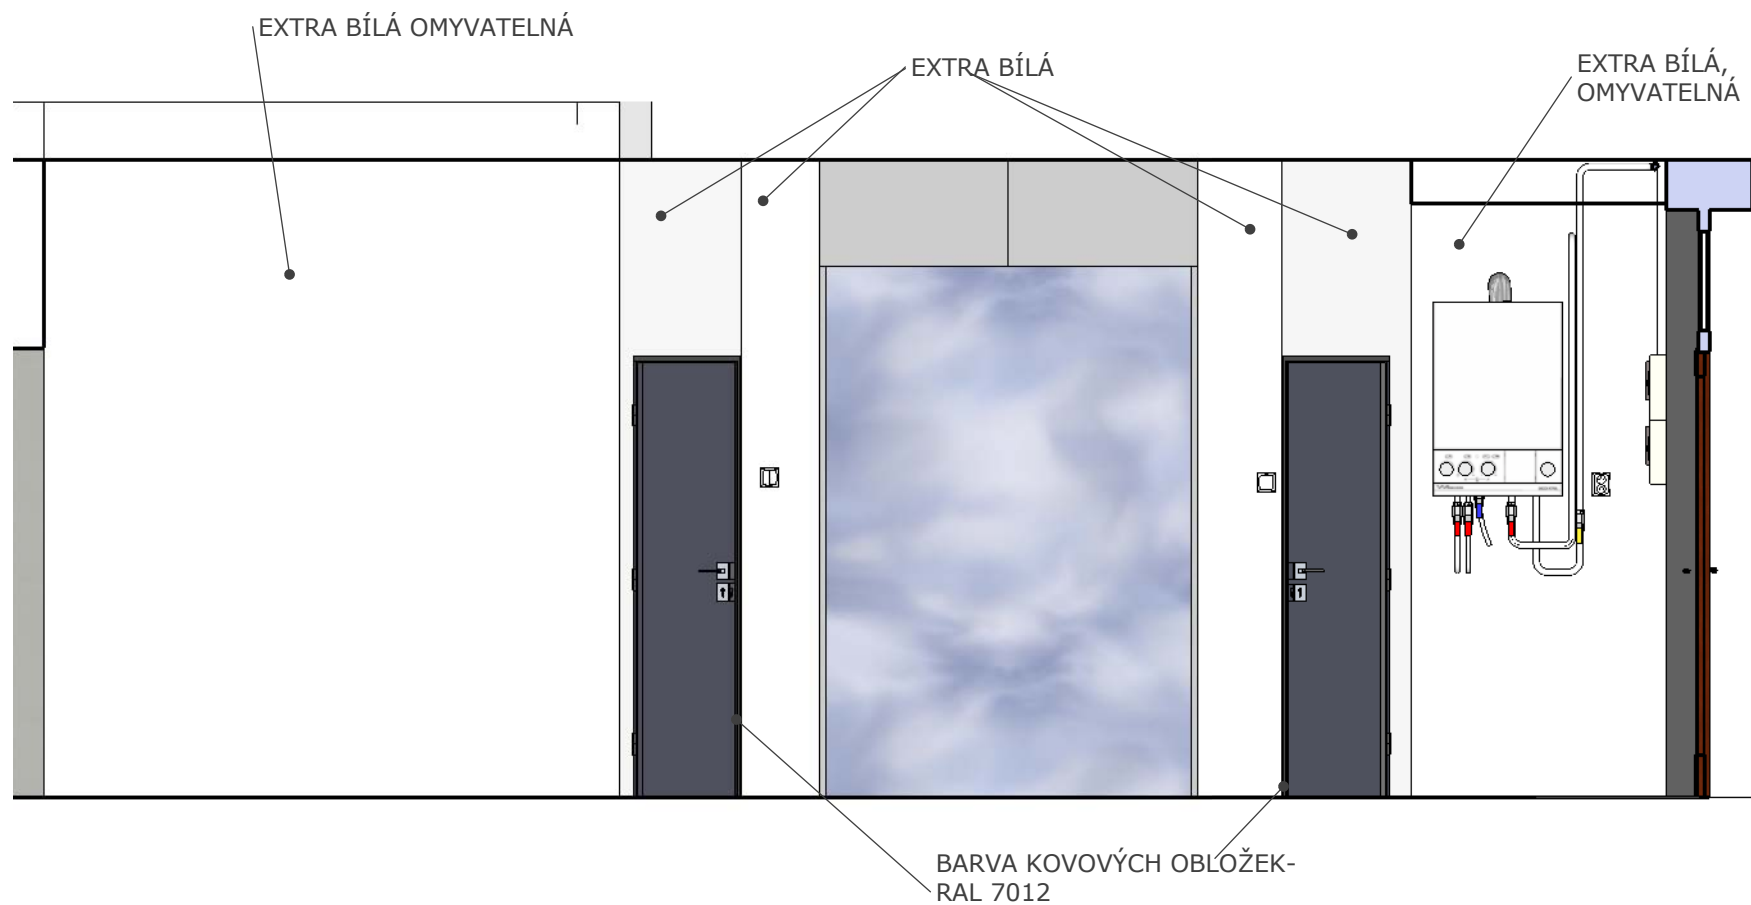 EXTRA BÍLÁ OMYVATELNÁ
EXTRA BÍLÁ
EXTRA BÍLÁ,
OMYVATELNÁ
BARVA KOVOVÝCH OBLOŽEK-
RAL 7012